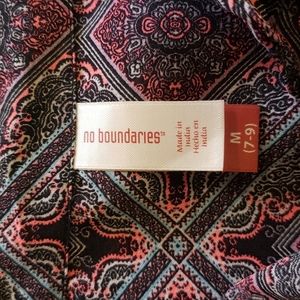 no boundaries™
Made in
India
Hecho en
India
M
(7-9)